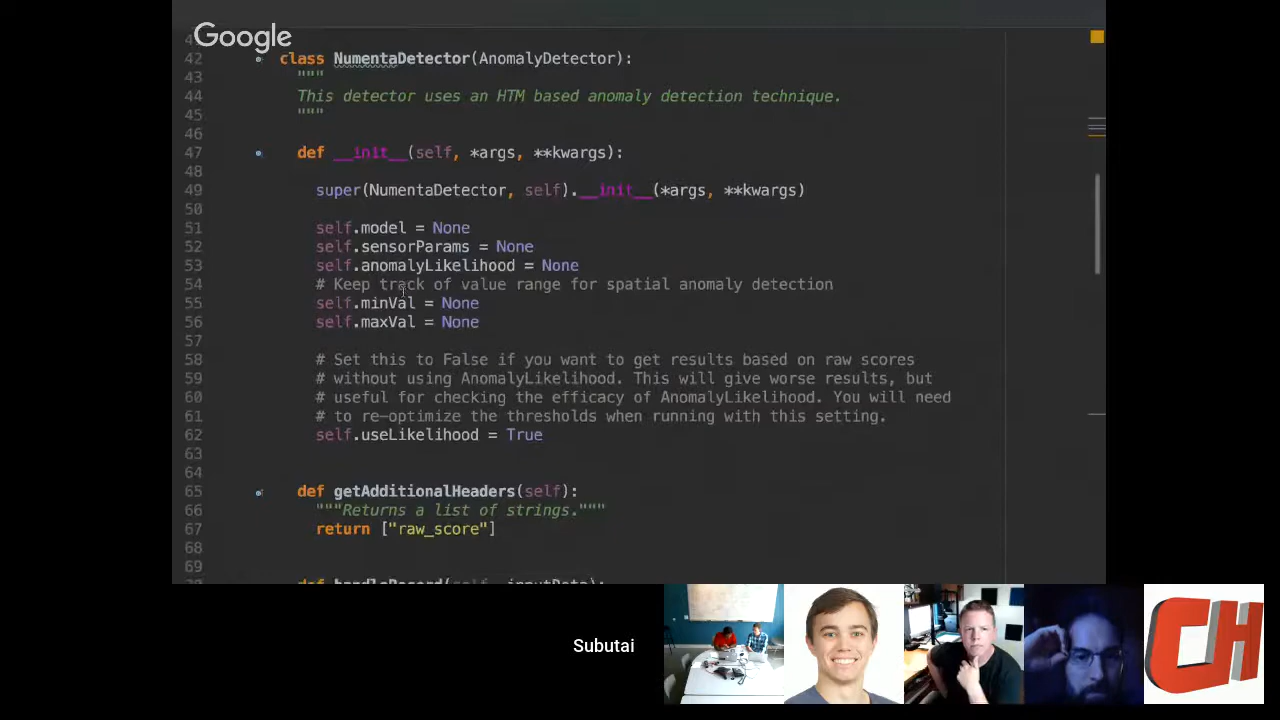 Google
42 class NumentaDetector(AnomalyDetector):
43 """
44 This detector uses an HTM based anomaly detection technique.
45 """
46
47 def __init__(self, *args, **kwargs):
48
49 super(NumentaDetector, self).__init__(*args, **kwargs)
50
51 self.model = None
52 self.sensorParams = None
53 self.anomalyLikelihood = None
54 # Keep track of value range for spatial anomaly detection
55 self.minVal = None
56 self.maxVal = None
57
58 # Set this to False if you want to get results based on raw scores
59 # without using AnomalyLikelihood. This will give worse results, but
60 # useful for checking the efficacy of AnomalyLikelihood. You will need
61 # to re-optimize the thresholds when running with this setting.
62 self.useLikelihood = True
63
64
65 def getAdditionalHeaders(self):
66 """Returns a list of strings."""
67 return ["raw_score"]
68
69
def handleRecord(self, inputData):
Subutai
CH